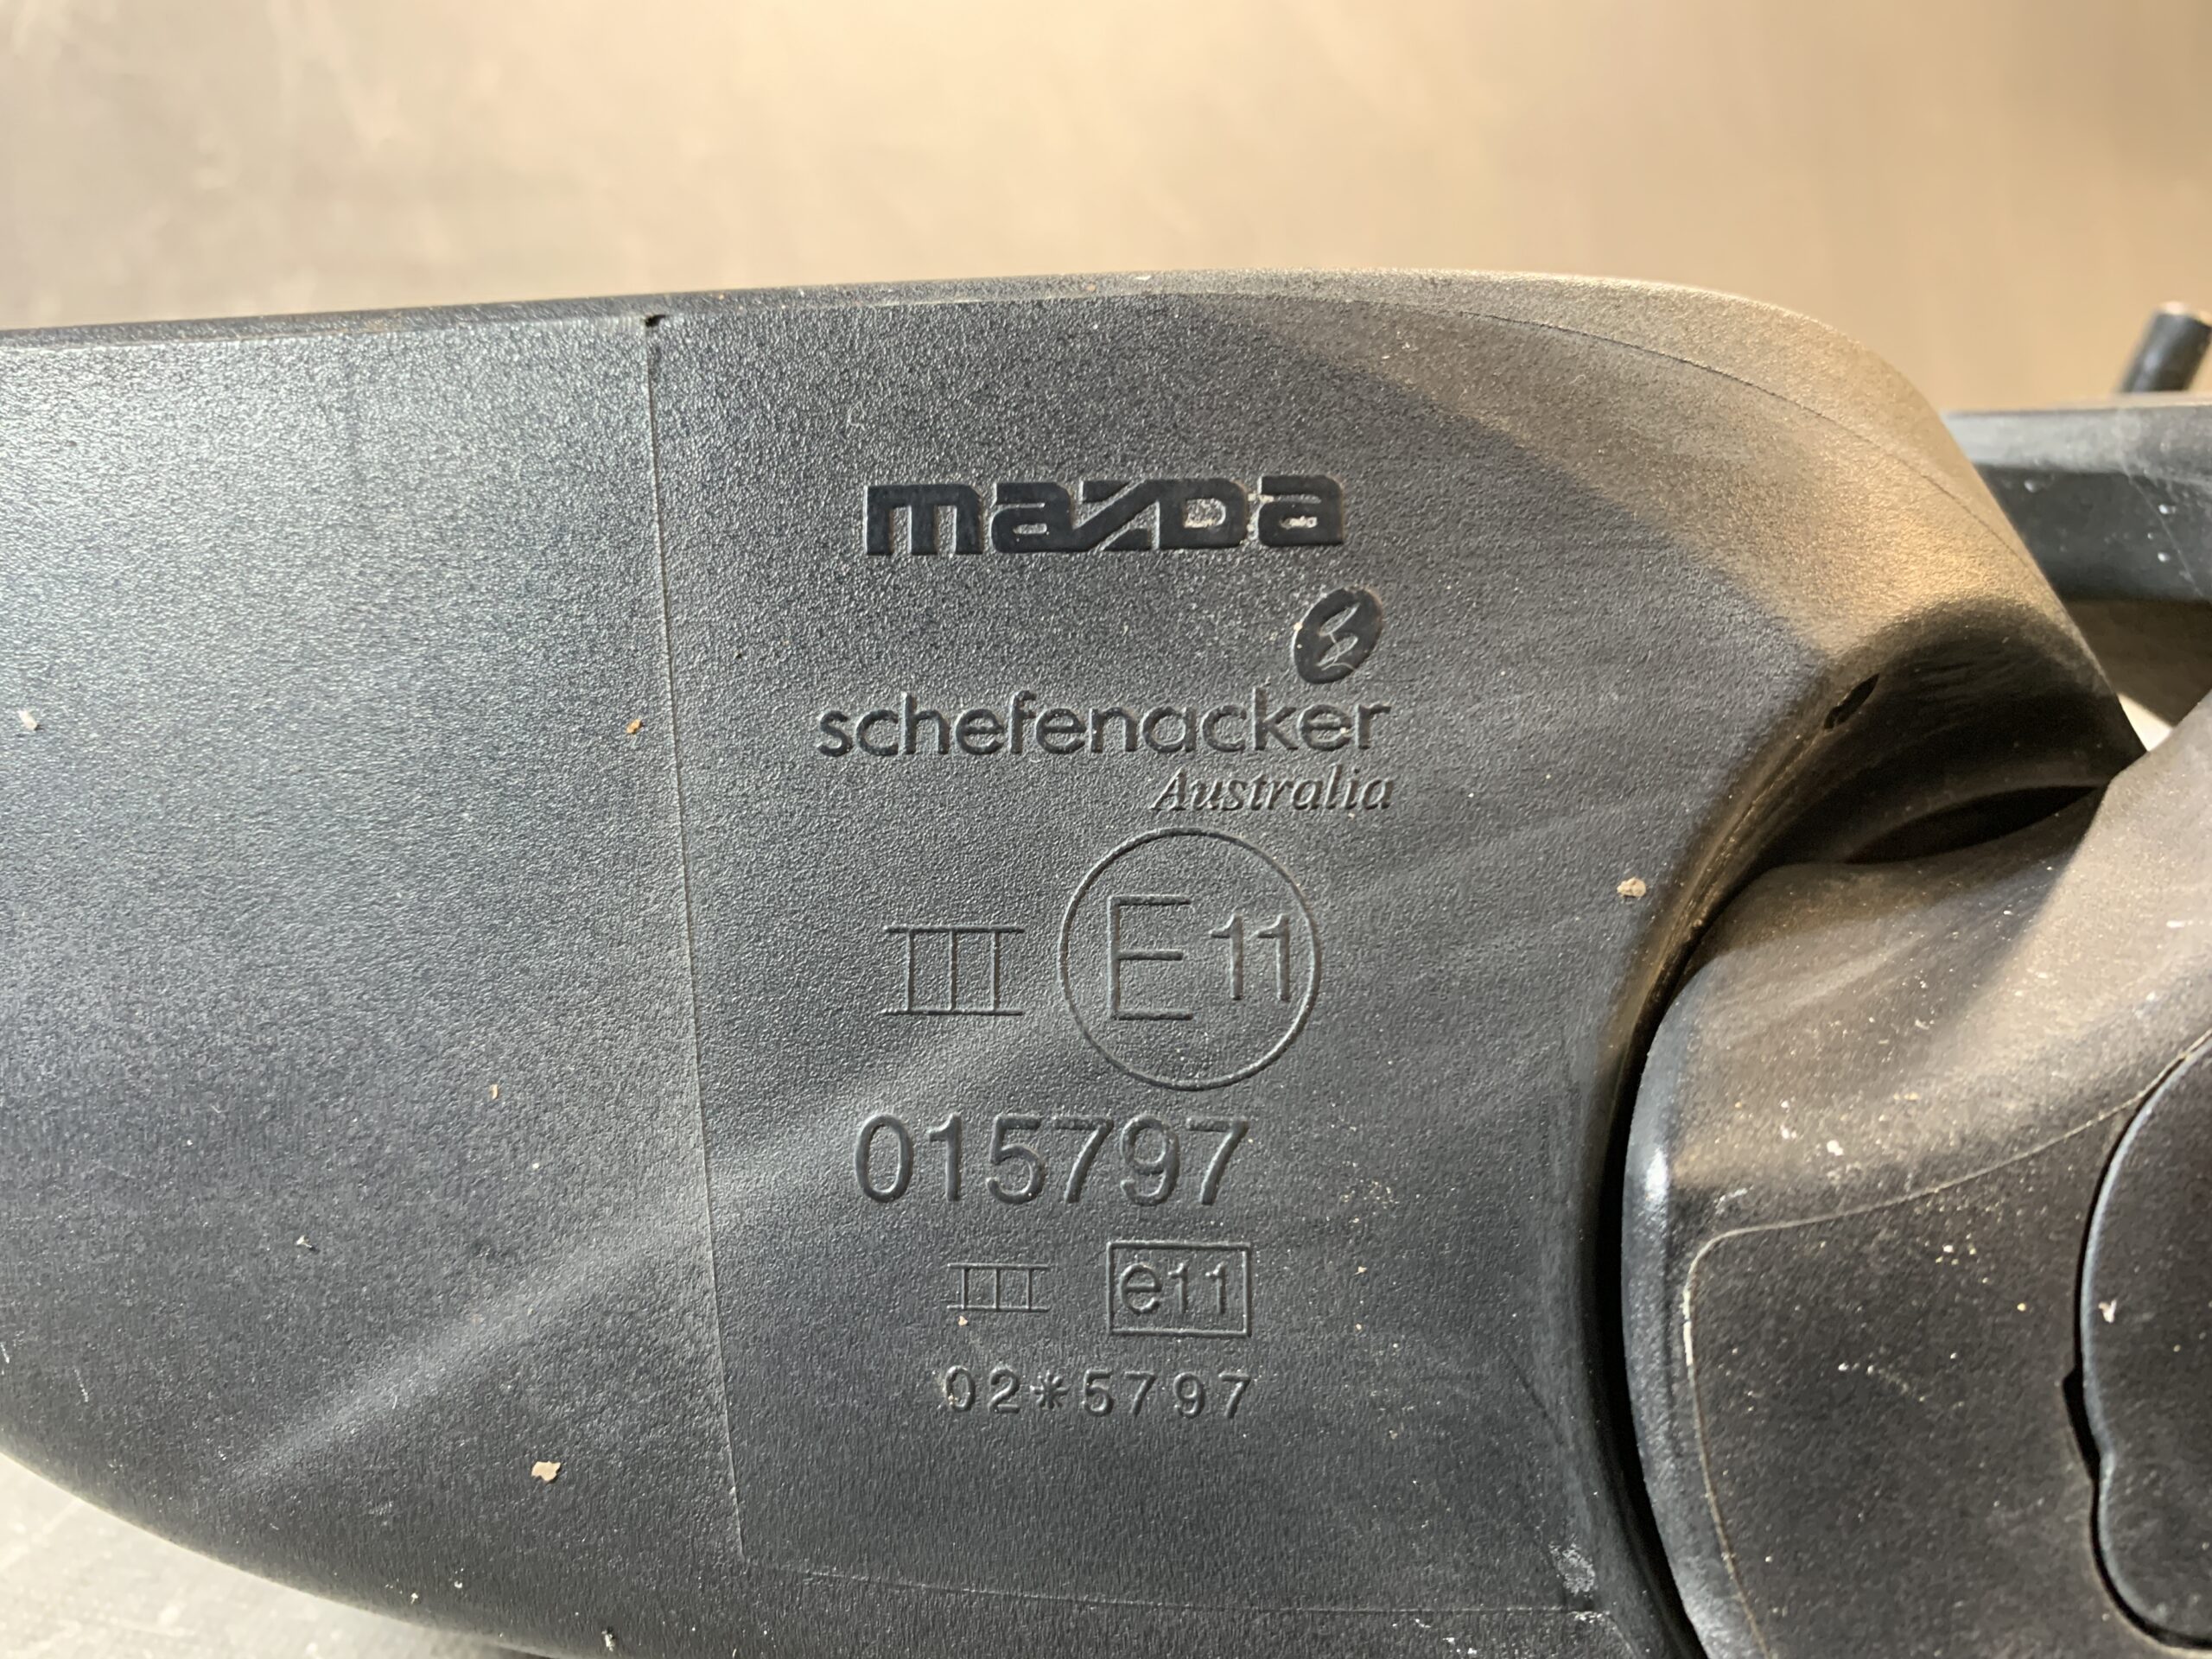 mazDa
schefenacker
Australia
III E11
015797
III e11
02*5797